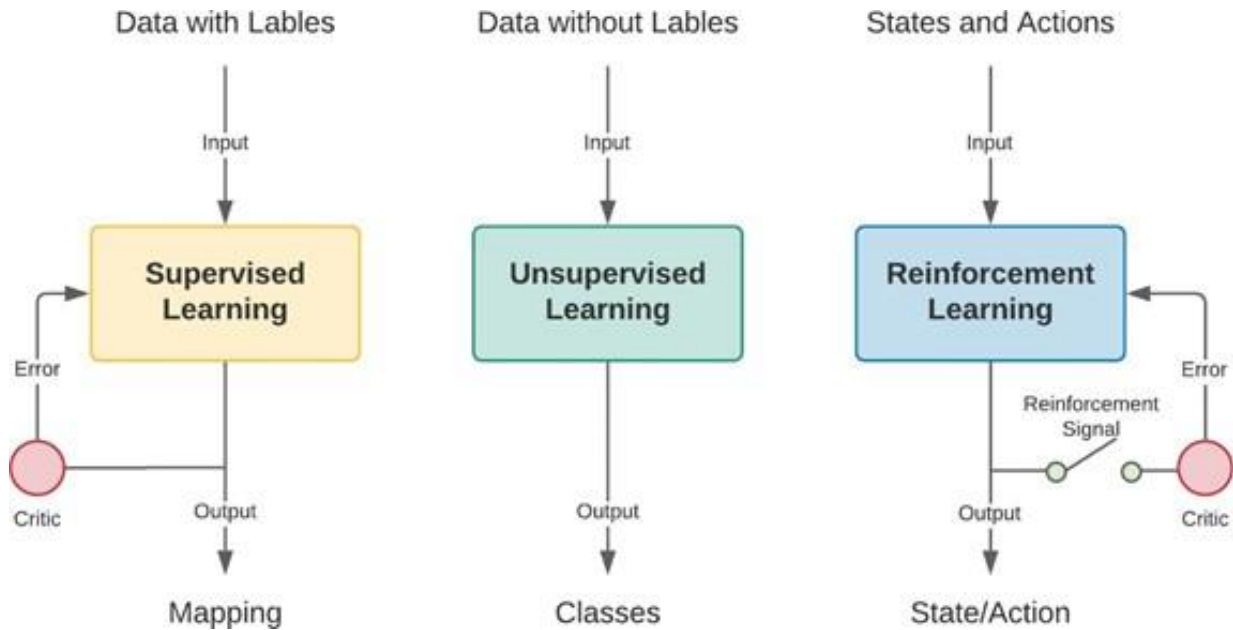 Data with Lables
Data without Lables
States and Actions
Input
Input
Input
Supervised
Learning
Unsupervised
Learning
Reinforcement
Learning
Error
Error
Reinforcement
Signal
Critic
Output
Output
Output
Critic
Mapping
Classes
State/Action